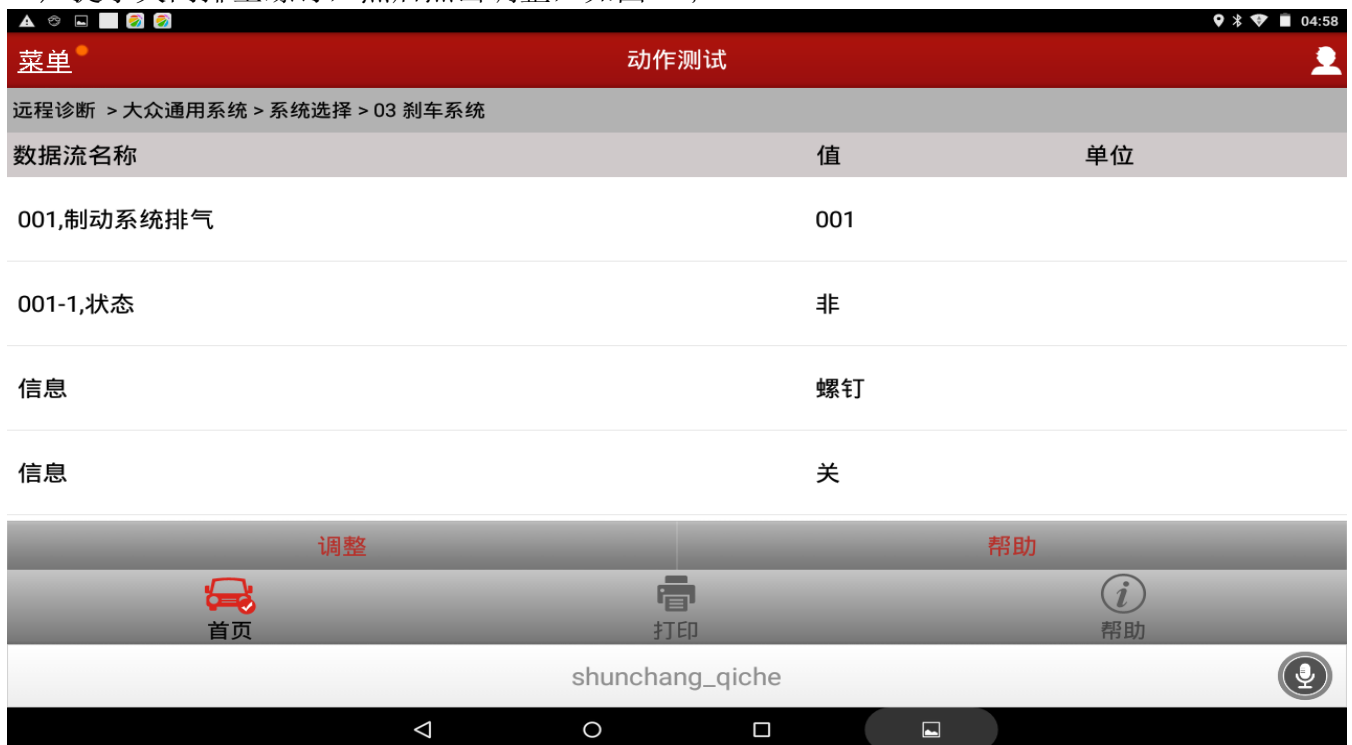 04:58
菜单 动作测试
远程诊断 > 大众通用系统 > 系统选择 > 03 刹车系统
数据流名称 值 单位
001,制动系统排气 001
001-1,状态 非
信息 螺钉
信息 关
调整 帮助
首页 打印 帮助
shunchang_qiche